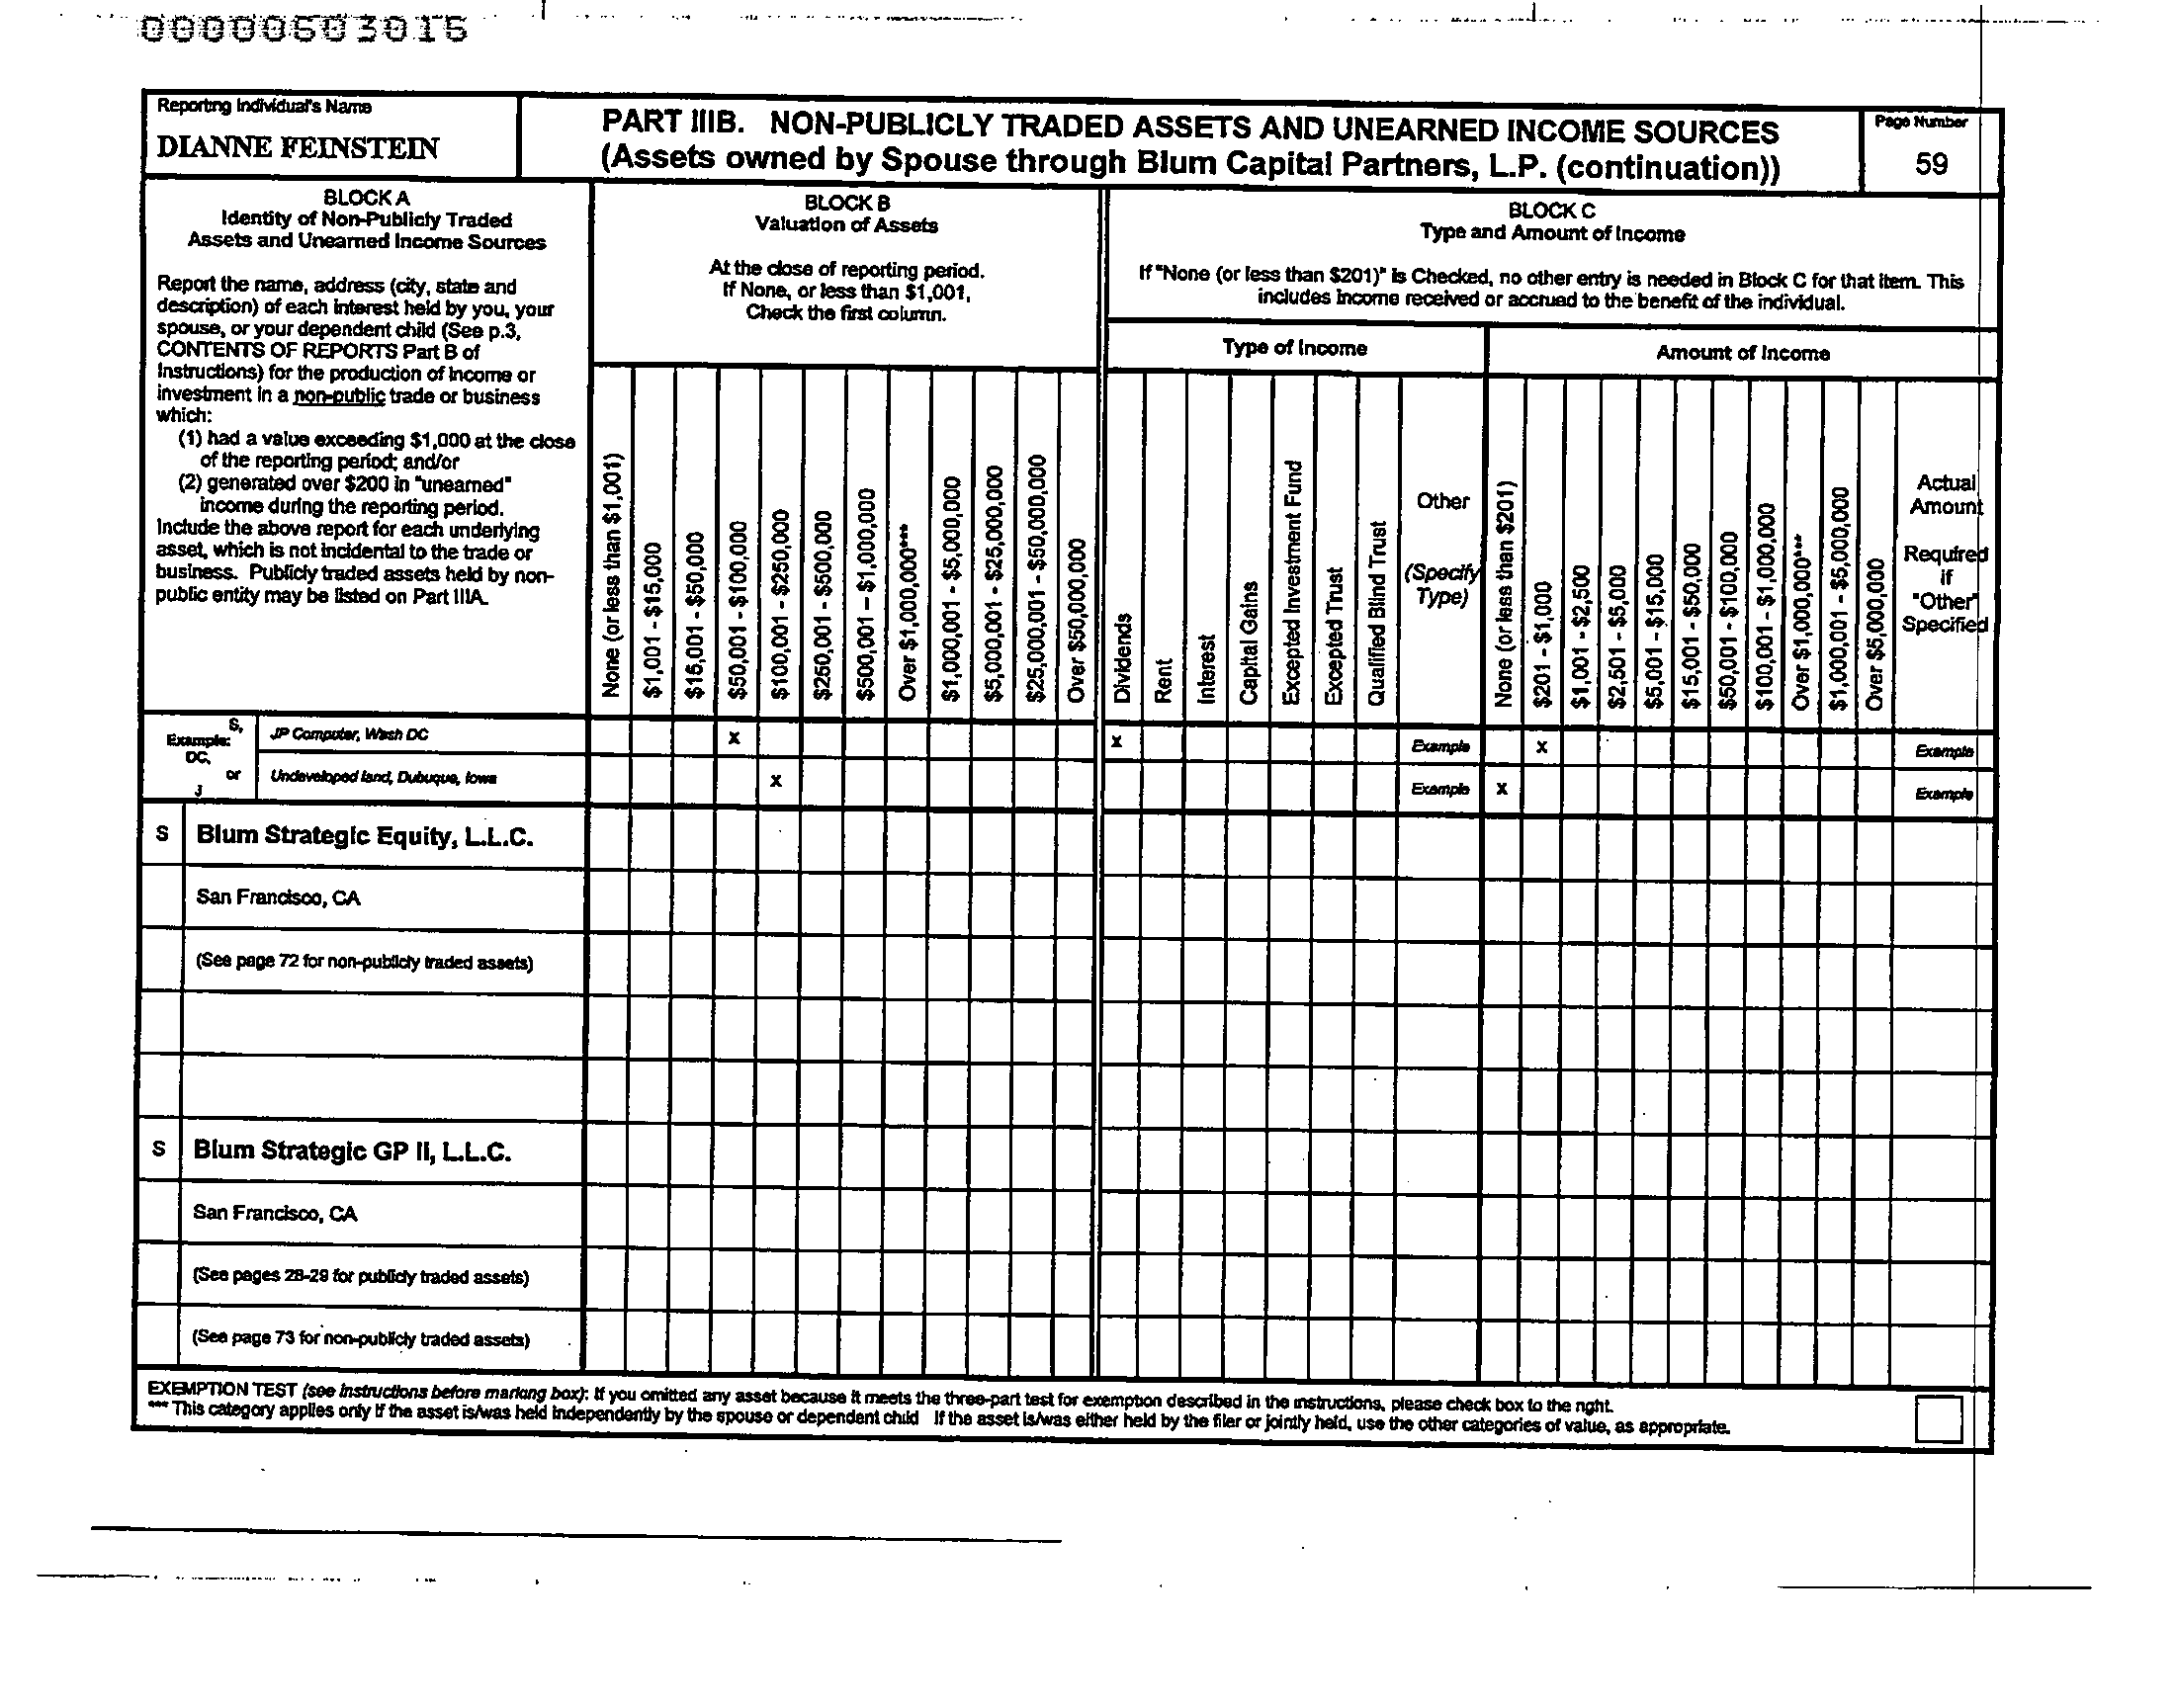 00000503016
Reporting Individual's Name
DIANNE FEINSTEIN
PART IIIB. NON-PUBLICLY TRADED ASSETS AND UNEARNED INCOME SOURCES
(Assets owned by Spouse through Blum Capital Partners, L.P. (continuation))
Page Number
59
BLOCK A
Identity of Non-Publicly Traded
Assets and Unearned Income Sources
Report the name, address (city, state and
description) of each interest held by you, your
spouse, or your dependent child (See p.3,
CONTENTS OF REPORTS Part B of
Instructions) for the production of income or
investment in a non-public trade or business
which:
(1) had a value exceeding $1,000 at the close
of the reporting period; and/or
(2) generated over $200 in "unearned"
income during the reporting period.
Include the above report for each underlying
asset, which is not incidental to the trade or
business. Publicly traded assets held by non-
public entity may be listed on Part IIIA.
BLOCK B
Valuation of Assets
At the close of reporting period.
If None, or less than $1,001,
Check the first column.
None (or less than $1,001)
$1,001 - $15,000
$15,001 - $50,000
$50,001 - $100,000
$100,001 - $250,000
$250,001 - $500,000
$500,001 – $1,000,000
Over $1,000,000***
$1,000,001 - $5,000,000
$5,000,001 - $25,000,000
$25,000,001 - $50,000,000
Over $50,000,000
BLOCK C
Type and Amount of Income
If "None (or less than $201)" is Checked, no other entry is needed in Block C for that item. This
includes income received or accrued to the benefit of the individual.
Type of Income
Dividends
Rent
Interest
Capital Gains
Excepted Investment Fund
Excepted Trust
Qualified Blind Trust
Other
(Specify
Type)
Amount of Income
None (or less than $201)
$201 - $1,000
$1,001 - $2,500
$2,501 - $5,000
$5,001 - $15,000
$15,001 - $50,000
$50,001 - $100,000
$100,001 - $1,000,000
Over $1,000,000***
$1,000,001 - $5,000,000
Over $5,000,000
Actual
Amount
Required
if
"Other"
Specified
Example:
S,
DC,
or
J
JP Computer, Wash DC x x Example x Example
Undeveloped land, Dubuque, Iowa x Example x Example
S Blum Strategic Equity, L.L.C.
San Francisco, CA
(See page 72 for non-publicly traded assets)
S Blum Strategic GP II, L.L.C.
San Francisco, CA
(See pages 28-29 for publicly traded assets)
(See page 73 for non-publicly traded assets)
EXEMPTION TEST (see instructions before marking box): If you omitted any asset because it meets the three-part test for exemption described in the instructions, please check box to the right.
*** This category applies only if the asset is/was held independently by the spouse or dependent child If the asset is/was either held by the filer or jointly held, use the other categories of value, as appropriate.